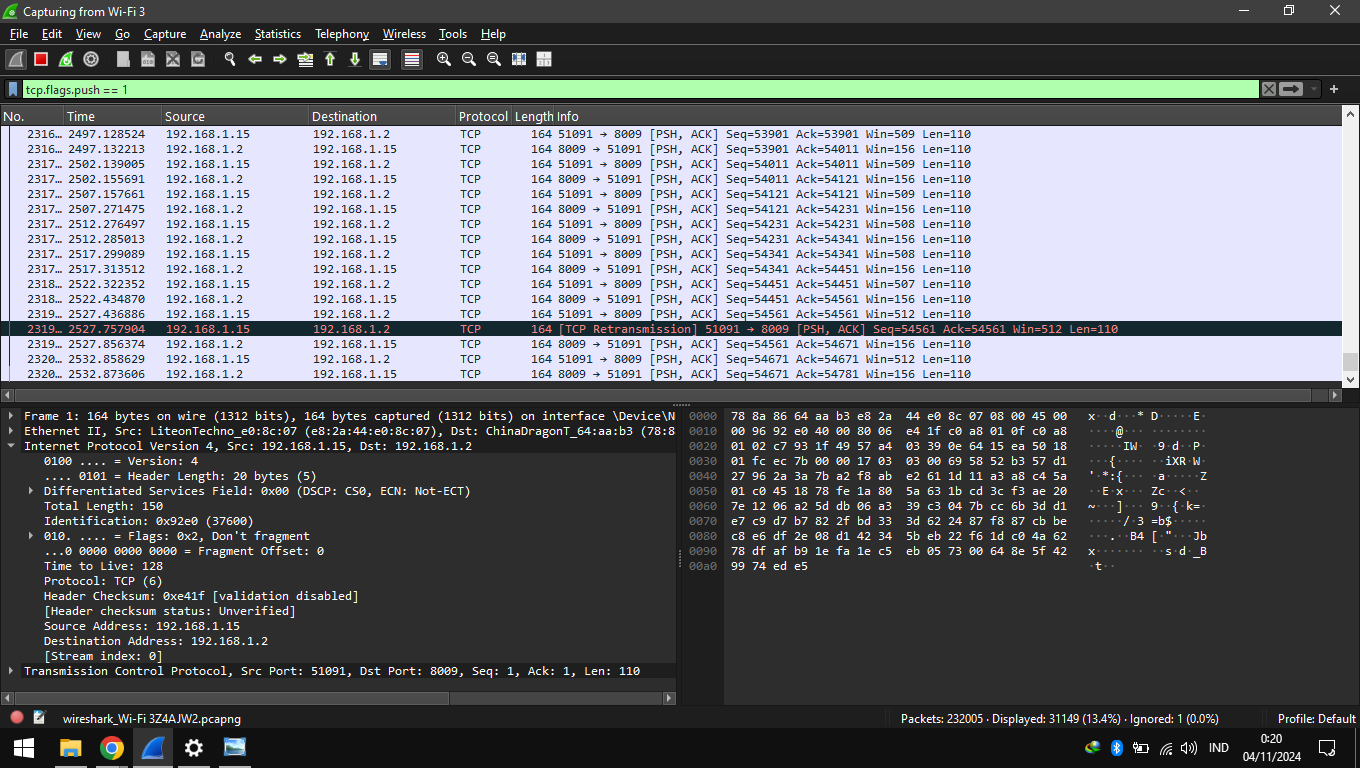 Capturing from Wi-Fi 3
File Edit View Go Capture Analyze Statistics Telephony Wireless Tools Help
tcp.flags.push == 1
No. Time Source Destination Protocol Length Info
2316… 2497.128524 192.168.1.15 192.168.1.2 TCP 164 51091 → 8009 [PSH, ACK] Seq=53901 Ack=53901 Win=509 Len=110
2316… 2497.132213 192.168.1.2 192.168.1.15 TCP 164 8009 → 51091 [PSH, ACK] Seq=53901 Ack=54011 Win=156 Len=110
2317… 2502.139005 192.168.1.15 192.168.1.2 TCP 164 51091 → 8009 [PSH, ACK] Seq=54011 Ack=54011 Win=509 Len=110
2317… 2502.155691 192.168.1.2 192.168.1.15 TCP 164 8009 → 51091 [PSH, ACK] Seq=54011 Ack=54121 Win=156 Len=110
2317… 2507.157661 192.168.1.15 192.168.1.2 TCP 164 51091 → 8009 [PSH, ACK] Seq=54121 Ack=54121 Win=509 Len=110
2317… 2507.271475 192.168.1.2 192.168.1.15 TCP 164 8009 → 51091 [PSH, ACK] Seq=54121 Ack=54231 Win=156 Len=110
2317… 2512.276497 192.168.1.15 192.168.1.2 TCP 164 51091 → 8009 [PSH, ACK] Seq=54231 Ack=54231 Win=508 Len=110
2317… 2512.285013 192.168.1.2 192.168.1.15 TCP 164 8009 → 51091 [PSH, ACK] Seq=54231 Ack=54341 Win=156 Len=110
2317… 2517.299089 192.168.1.15 192.168.1.2 TCP 164 51091 → 8009 [PSH, ACK] Seq=54341 Ack=54341 Win=508 Len=110
2317… 2517.313512 192.168.1.2 192.168.1.15 TCP 164 8009 → 51091 [PSH, ACK] Seq=54341 Ack=54451 Win=156 Len=110
2318… 2522.322352 192.168.1.15 192.168.1.2 TCP 164 51091 → 8009 [PSH, ACK] Seq=54451 Ack=54451 Win=507 Len=110
2318… 2522.434870 192.168.1.2 192.168.1.15 TCP 164 8009 → 51091 [PSH, ACK] Seq=54451 Ack=54561 Win=156 Len=110
2319… 2527.436886 192.168.1.15 192.168.1.2 TCP 164 51091 → 8009 [PSH, ACK] Seq=54561 Ack=54561 Win=512 Len=110
2319… 2527.757904 192.168.1.15 192.168.1.2 TCP 164 [TCP Retransmission] 51091 → 8009 [PSH, ACK] Seq=54561 Ack=54561 Win=512 Len=110
2319… 2527.856374 192.168.1.2 192.168.1.15 TCP 164 8009 → 51091 [PSH, ACK] Seq=54561 Ack=54671 Win=156 Len=110
2320… 2532.858629 192.168.1.15 192.168.1.2 TCP 164 51091 → 8009 [PSH, ACK] Seq=54671 Ack=54671 Win=512 Len=110
2320… 2532.873606 192.168.1.2 192.168.1.15 TCP 164 8009 → 51091 [PSH, ACK] Seq=54671 Ack=54781 Win=156 Len=110
Frame 1: 164 bytes on wire (1312 bits), 164 bytes captured (1312 bits) on interface \Device\N
Ethernet II, Src: LiteonTechno_e0:8c:07 (e8:2a:44:e0:8c:07), Dst: ChinaDragonT_64:aa:b3 (78:8
Internet Protocol Version 4, Src: 192.168.1.15, Dst: 192.168.1.2
0100 .... = Version: 4
.... 0101 = Header Length: 20 bytes (5)
Differentiated Services Field: 0x00 (DSCP: CS0, ECN: Not-ECT)
Total Length: 150
Identification: 0x92e0 (37600)
010. .... = Flags: 0x2, Don't fragment
...0 0000 0000 0000 = Fragment Offset: 0
Time to Live: 128
Protocol: TCP (6)
Header Checksum: 0xe41f [validation disabled]
[Header checksum status: Unverified]
Source Address: 192.168.1.15
Destination Address: 192.168.1.2
[Stream index: 0]
Transmission Control Protocol, Src Port: 51091, Dst Port: 8009, Seq: 1, Ack: 1, Len: 110
0000 78 8a 86 64 aa b3 e8 2a 44 e0 8c 07 08 00 45 00 x··d···* D·····E·
0010 00 96 92 e0 40 00 80 06 e4 1f c0 a8 01 0f c0 a8 ····@··· ········
0020 01 02 c7 93 1f 49 57 a4 03 39 0e 64 15 ea 50 18 ·····IW· ·9·d··P·
0030 01 fc ec 7b 00 00 17 03 03 00 69 58 52 b3 57 d1 ···{···· ··iXR·W·
0040 27 96 2a 3a 7b a2 f8 ab e2 61 1d 11 a3 a8 c4 5a '·*:{··· ·a·····Z
0050 01 c0 45 18 78 fe 1a 80 5a 63 1b cd 3c f3 ae 20 ··E·x··· Zc··<··
0060 7e 12 06 a2 5d db 06 a3 39 c3 04 7b cc 6b 3d d1 ~···]··· 9··{·k=·
0070 e7 c9 d7 b7 82 2f bd 33 3d 62 24 87 f8 87 cb be ·····/·3 =b$·····
0080 c8 e6 df 2e 08 d1 42 34 5b eb 22 f6 1d c0 4a 62 ···.··B4 [·"···Jb
0090 78 df af b9 1e fa 1e c5 eb 05 73 00 64 8e 5f 42 x······· ··s·d·_B
00a0 99 74 ed e5 ·t··
wireshark_Wi-Fi 3Z4AJW2.pcapng
Packets: 232005 · Displayed: 31149 (13.4%) · Ignored: 1 (0.0%)
Profile: Default
IND
0:20
04/11/2024